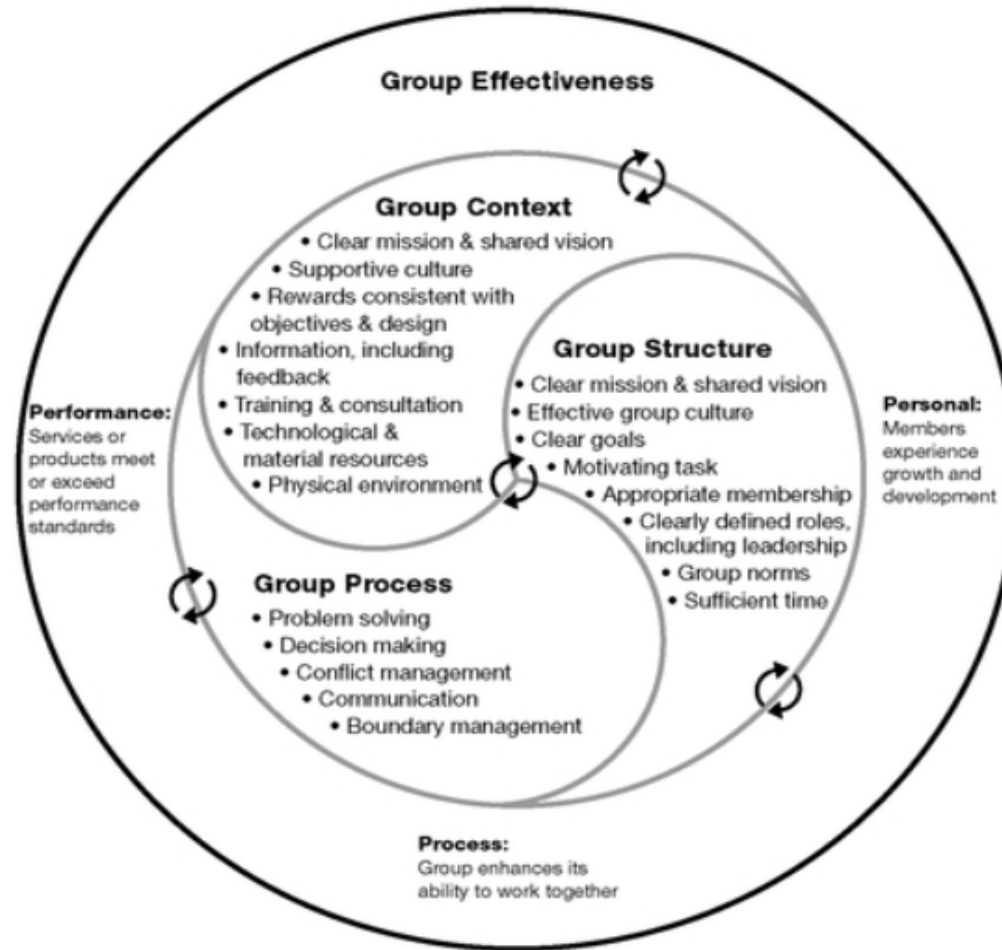 Group Effectiveness
Group Context
• Clear mission & shared vision
• Supportive culture
• Rewards consistent with
objectives & design
• Information, including
feedback
• Training & consultation
• Technological &
material resources
• Physical environment
Group Structure
• Clear mission & shared vision
• Effective group culture
• Clear goals
• Motivating task
• Appropriate membership
• Clearly defined roles,
including leadership
• Group norms
• Sufficient time
Performance:
Services or
products meet
or exceed
performance
standards
Personal:
Members
experience
growth and
development
Group Process
• Problem solving
• Decision making
• Conflict management
• Communication
• Boundary management
Process:
Group enhances its
ability to work together